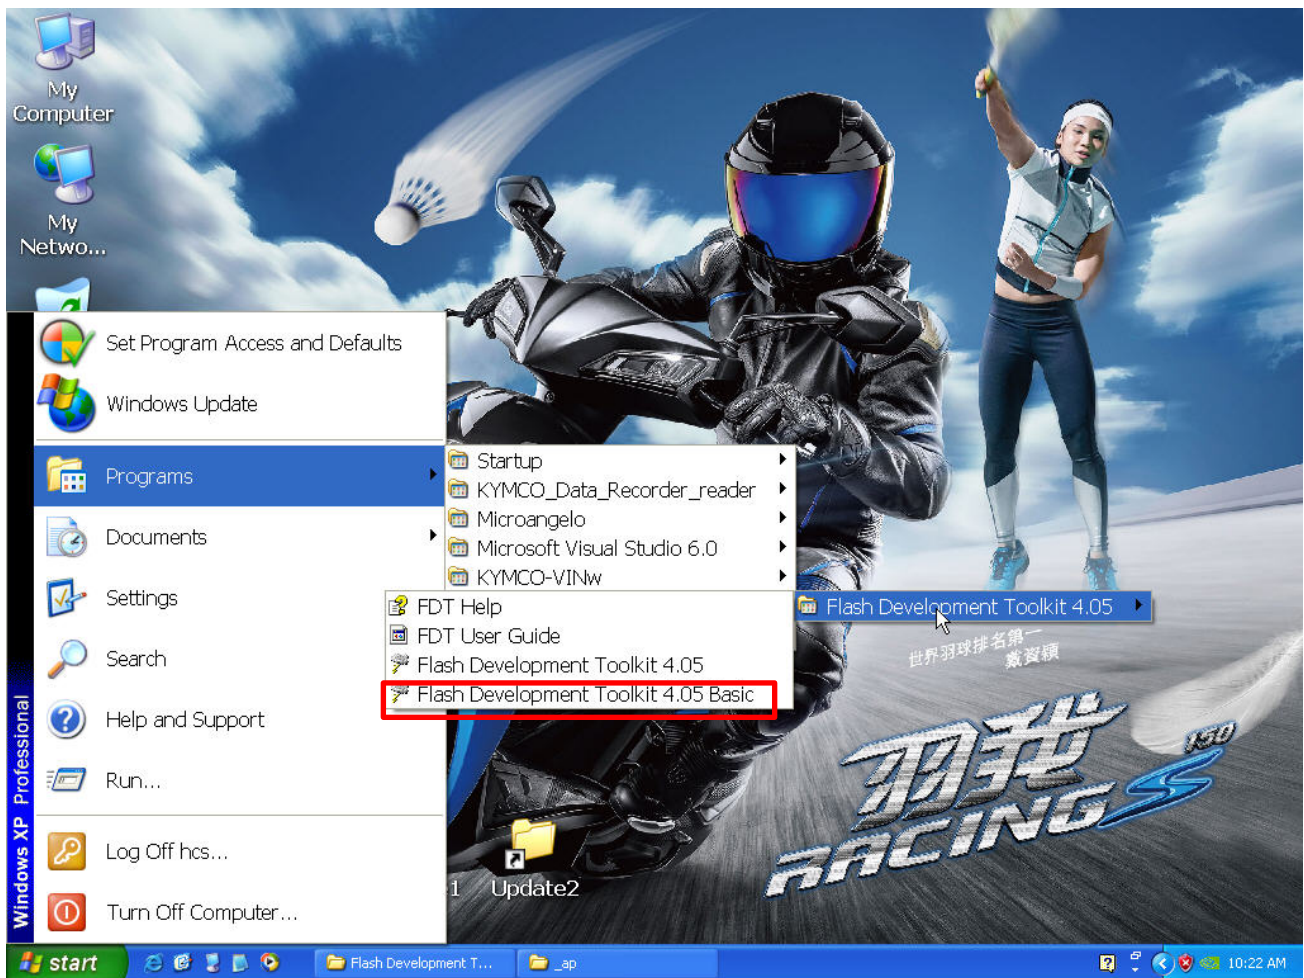 My
Computer
My
Netwo...
Set Program Access and Defaults
Windows Update
Programs
Documents
Settings
Search
Help and Support
Run...
Log Off hcs...
Turn Off Computer...
Windows XP Professional
Startup
KYMCO_Data_Recorder_reader
Microangelo
Microsoft Visual Studio 6.0
KYMCO-VINw
Flash Development Toolkit 4.05
FDT Help
FDT User Guide
Flash Development Toolkit 4.05
Flash Development Toolkit 4.05 Basic
世界羽球排名第一
戴資穎
羽我
RACING S 150
1
Update2
start
Flash Development T...
_ap
10:22 AM